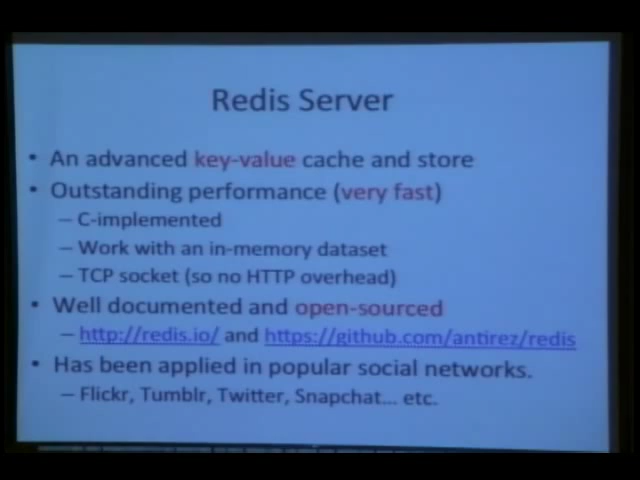 Redis Server
• An advanced key-value cache and store
• Outstanding performance (very fast)
– C-implemented
– Work with an in-memory dataset
– TCP socket (so no HTTP overhead)
• Well documented and open-sourced
– http://redis.io/ and https://github.com/antirez/redis
• Has been applied in popular social networks.
– Flickr, Tumblr, Twitter, Snapchat... etc.